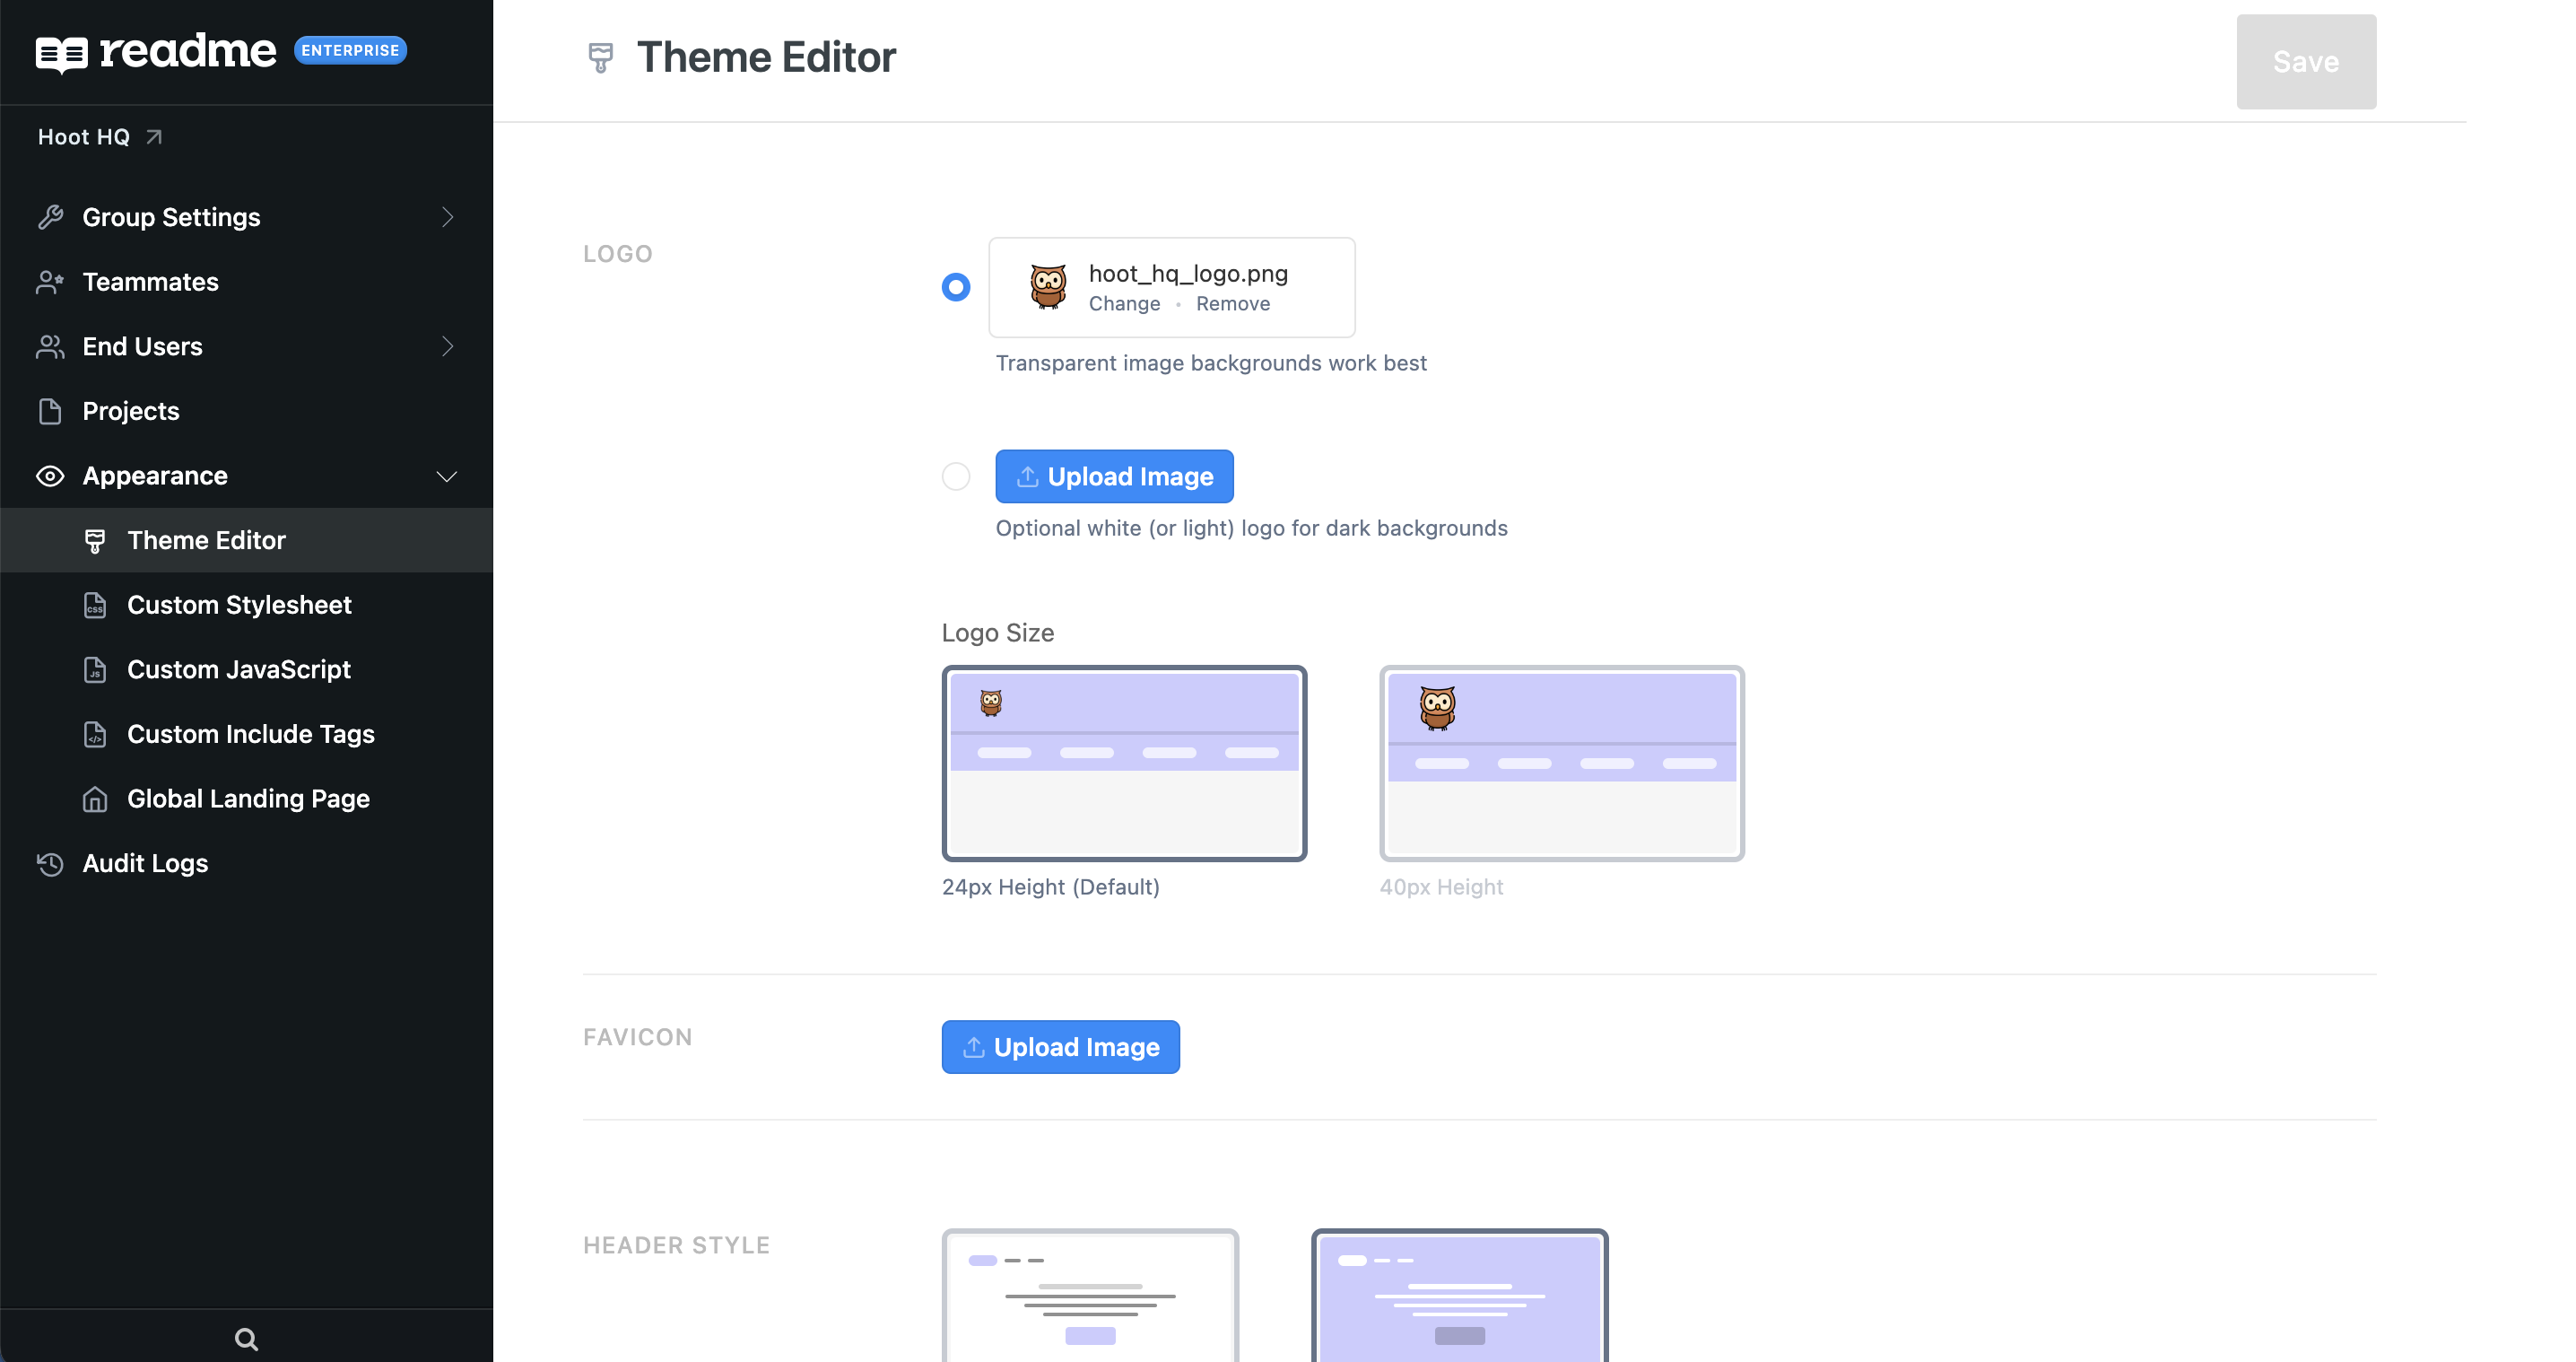 readme ENTERPRISE
Hoot HQ
Group Settings
Teammates
End Users
Projects
Appearance
Theme Editor
Custom Stylesheet
Custom JavaScript
Custom Include Tags
Global Landing Page
Audit Logs
Theme Editor
Save
LOGO
hoot_hq_logo.png
Change • Remove
Transparent image backgrounds work best
Upload Image
Optional white (or light) logo for dark backgrounds
Logo Size
24px Height (Default)
40px Height
FAVICON
Upload Image
HEADER STYLE